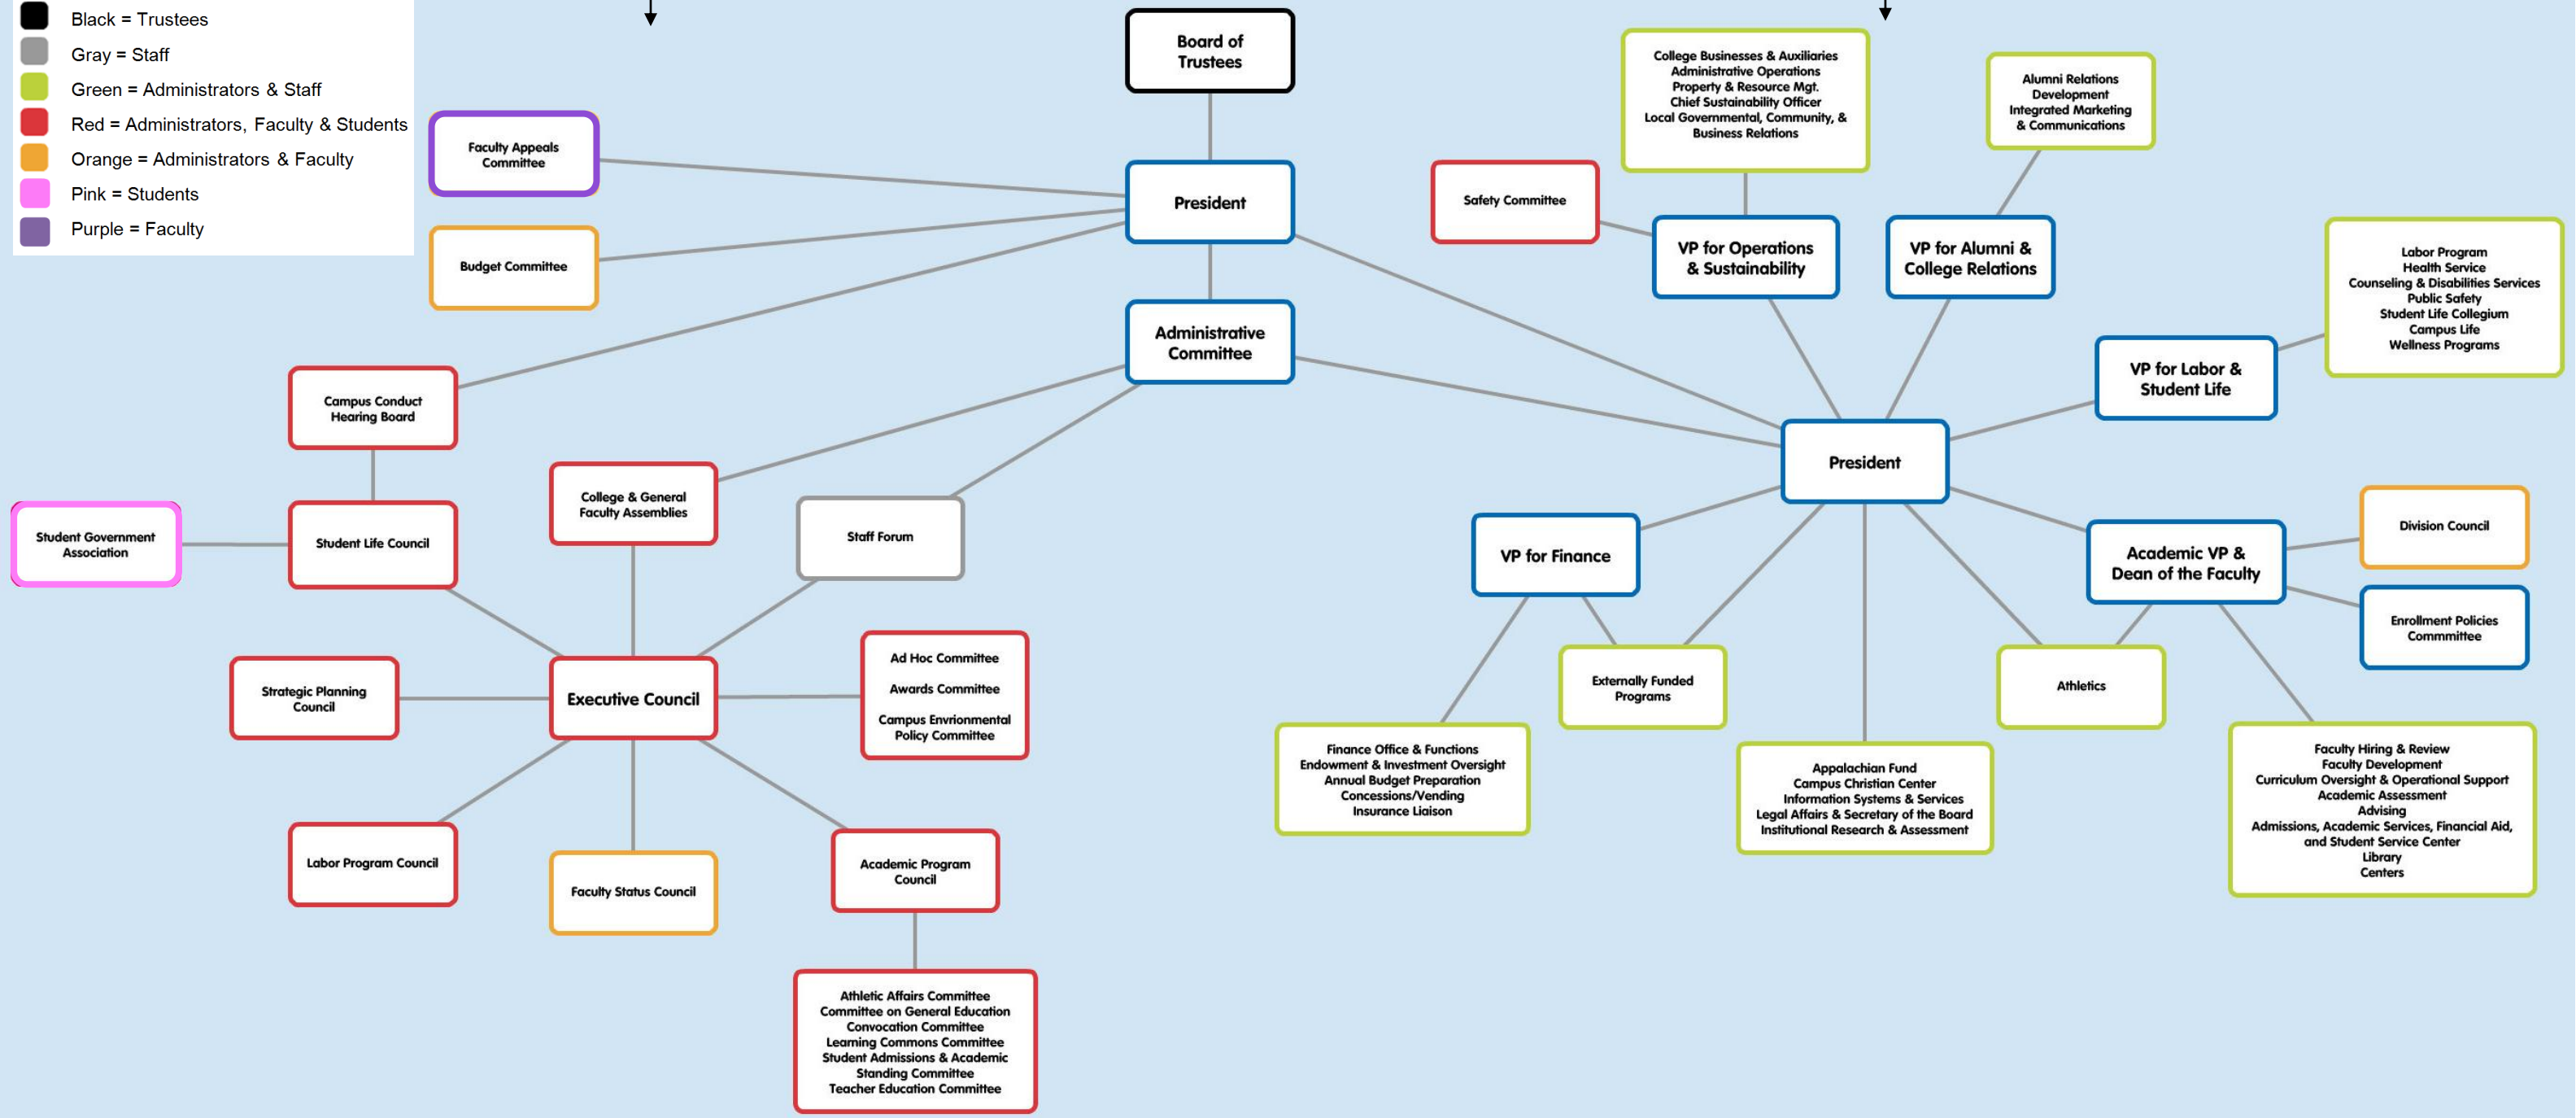 Black = Trustees
Gray = Staff
Green = Administrators & Staff
Red = Administrators, Faculty & Students
Orange = Administrators & Faculty
Pink = Students
Purple = Faculty
Board of
Trustees
Faculty Appeals
Committee
President
Budget Committee
Administrative
Committee
Campus Conduct
Hearing Board
Student Government
Association
Student Life Council
College & General
Faculty Assemblies
Staff Forum
Strategic Planning
Council
Executive Council
Ad Hoc Committee
Awards Committee
Campus Envrionmental
Policy Committee
Labor Program Council
Faculty Status Council
Academic Program
Council
Athletic Affairs Committee
Committee on General Education
Convocation Committee
Learning Commons Committee
Student Admissions & Academic
Standing Committee
Teacher Education Committee
College Businesses & Auxiliaries
Administrative Operations
Property & Resource Mgt.
Chief Sustainability Officer
Local Governmental, Community, &
Business Relations
Alumni Relations
Development
Integrated Marketing
& Communications
Safety Committee
VP for Operations
& Sustainability
VP for Alumni &
College Relations
Labor Program
Health Service
Counseling & Disabilities Services
Public Safety
Student Life Collegium
Campus Life
Wellness Programs
VP for Labor &
Student Life
President
VP for Finance
Academic VP &
Dean of the Faculty
Division Council
Enrollment Policies
Commmittee
Externally Funded
Programs
Athletics
Finance Office & Functions
Endowment & Investment Oversight
Annual Budget Preparation
Concessions/Vending
Insurance Liaison
Appalachian Fund
Campus Christian Center
Information Systems & Services
Legal Affairs & Secretary of the Board
Institutional Research & Assessment
Faculty Hiring & Review
Faculty Development
Curriculum Oversight & Operational Support
Academic Assessment
Advising
Admissions, Academic Services, Financial Aid,
and Student Service Center
Library
Centers